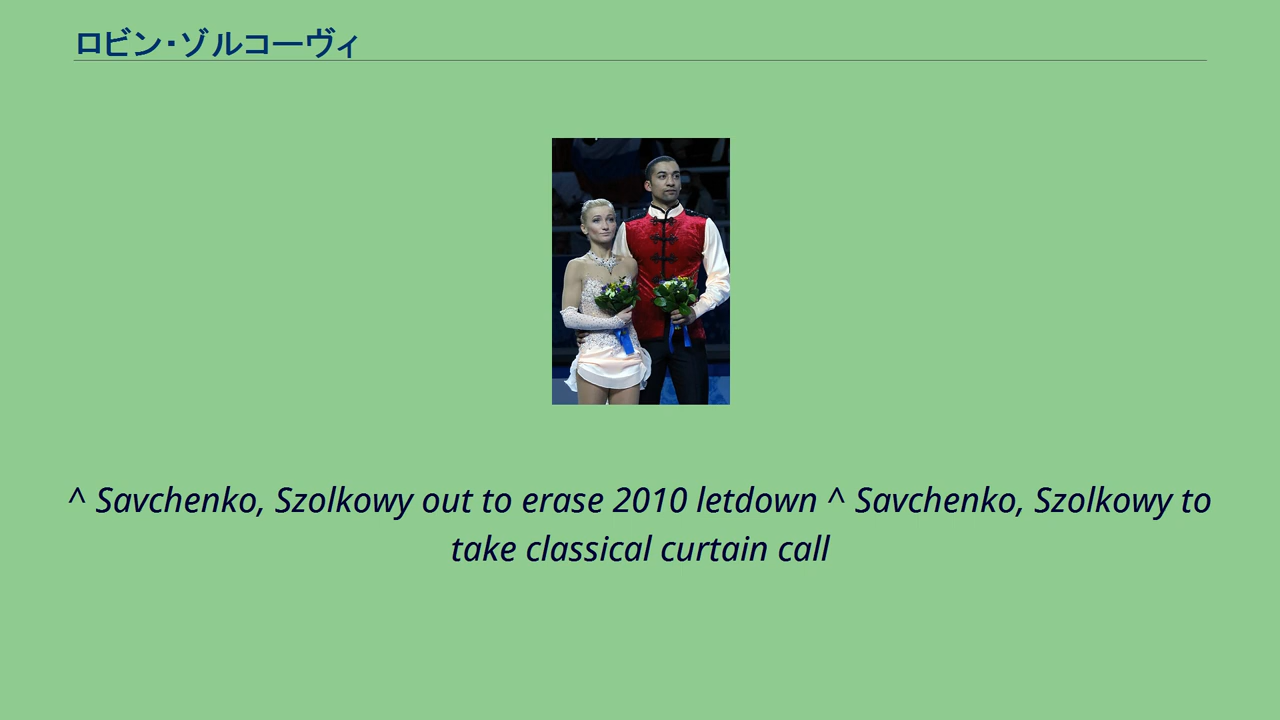 ロビン・ゾルコーヴィ
^ Savchenko, Szolkowy out to erase 2010 letdown ^ Savchenko, Szolkowy to
take classical curtain call